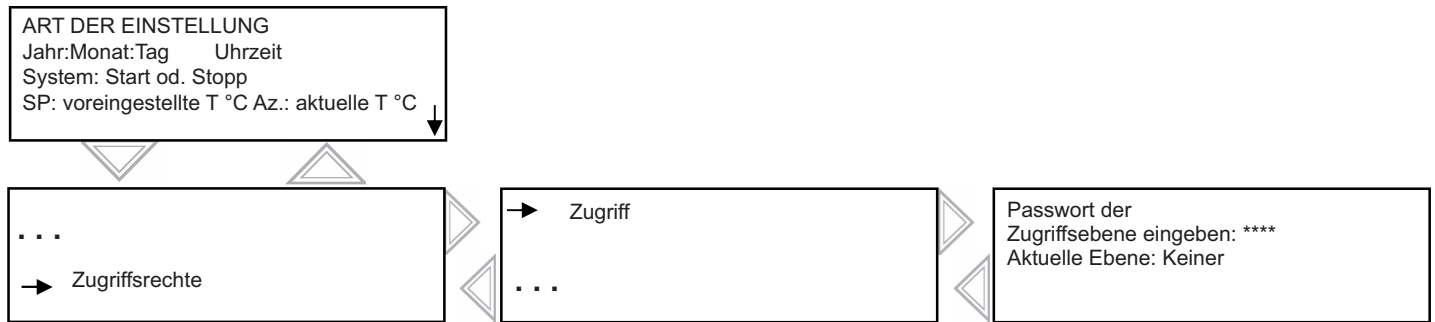 ART DER EINSTELLUNG
Jahr:Monat:Tag Uhrzeit
System: Start od. Stopp
SP: voreingestellte T °C Az.: aktuelle T °C
. . .
Zugriffsrechte
Zugriff
. . .
Passwort der
Zugriffsebene eingeben: ****
Aktuelle Ebene: Keiner